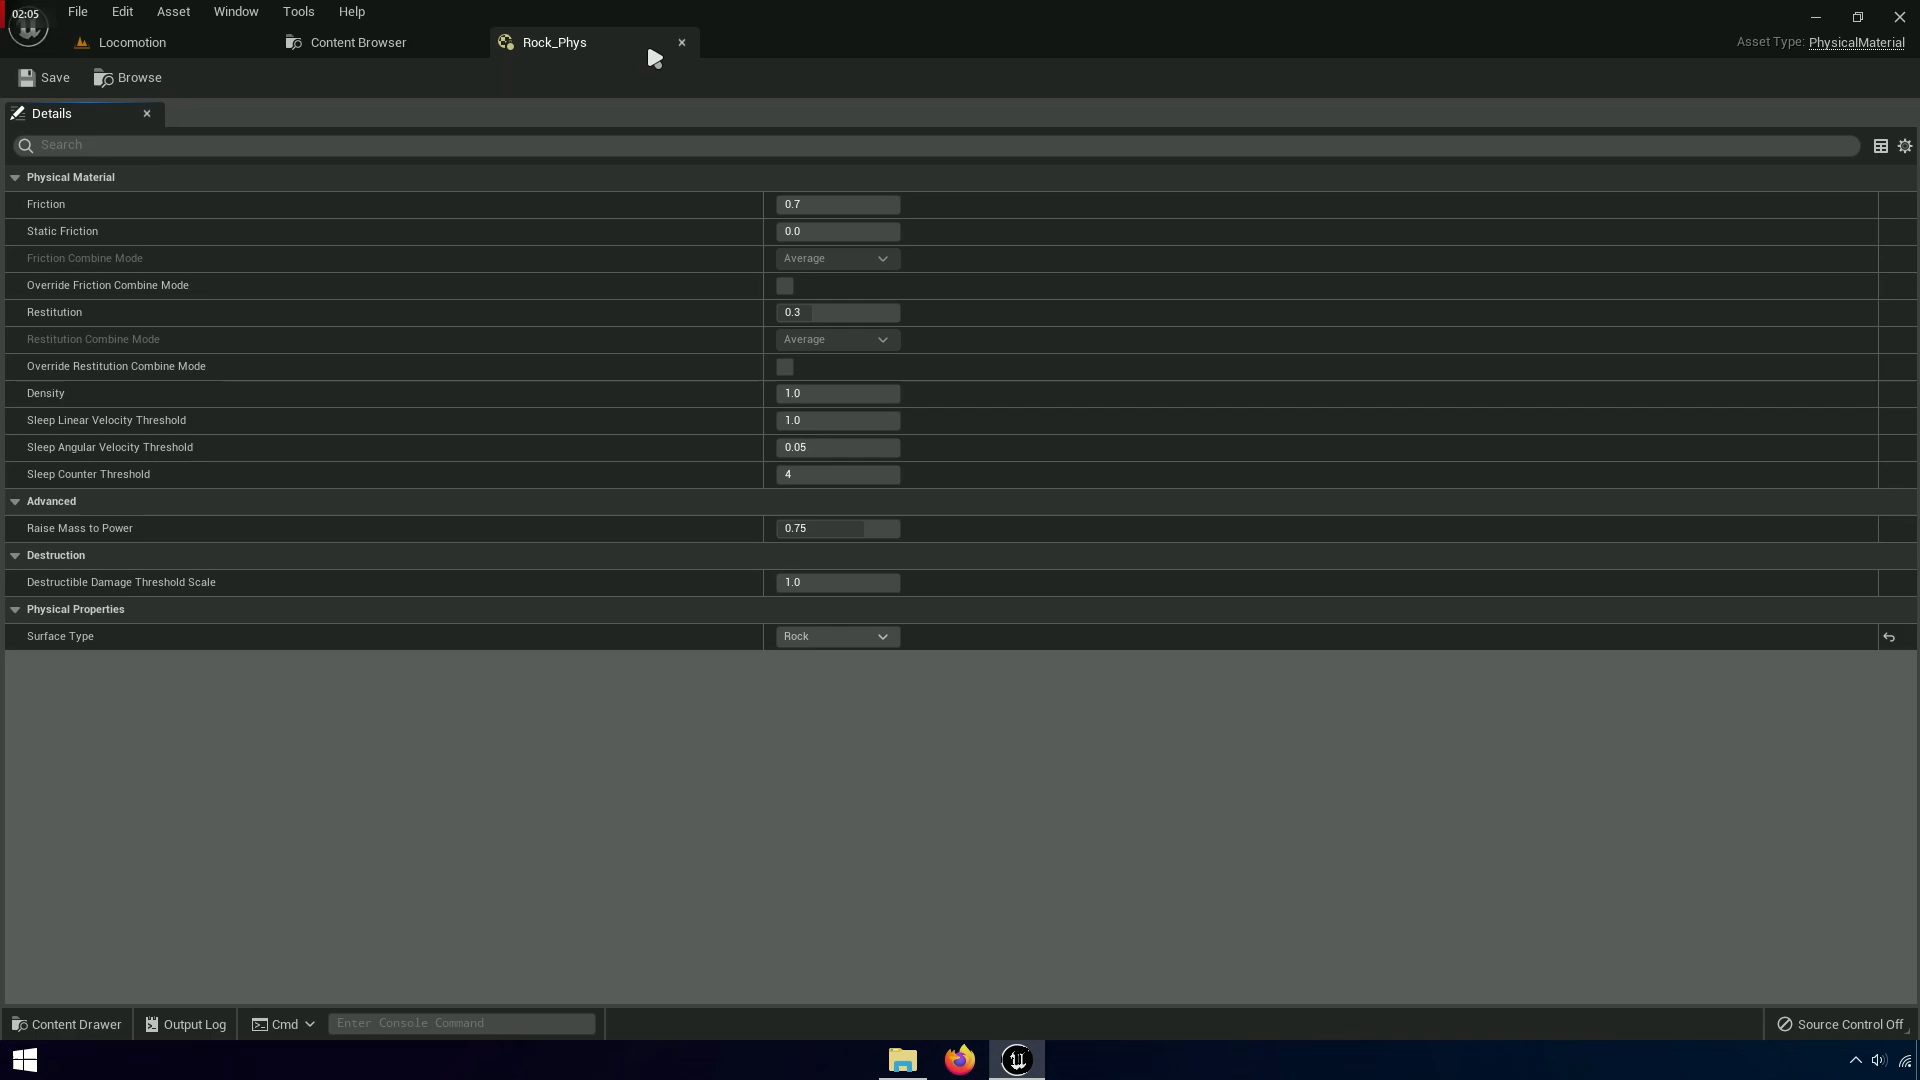 02:05
File Edit Asset Window Tools Help
Locomotion Content Browser Rock_Phys Asset Type: PhysicalMaterial
Save Browse
Details
Search
Physical Material
Friction 0.7
Static Friction 0.0
Friction Combine Mode Average
Override Friction Combine Mode
Restitution 0.3
Restitution Combine Mode Average
Override Restitution Combine Mode
Density 1.0
Sleep Linear Velocity Threshold 1.0
Sleep Angular Velocity Threshold 0.05
Sleep Counter Threshold 4
Advanced
Raise Mass to Power 0.75
Destruction
Destructible Damage Threshold Scale 1.0
Physical Properties
Surface Type Rock
Content Drawer Output Log Cmd Enter Console Command Source Control Off